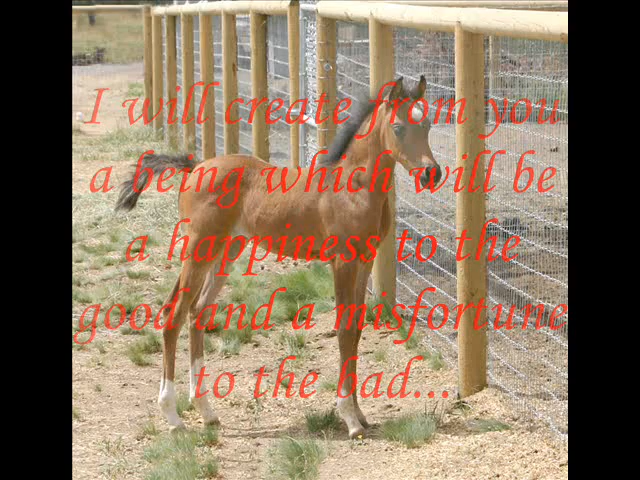 I will create from you
a being which will be
a happiness to the
good and a misfortune
to the bad...